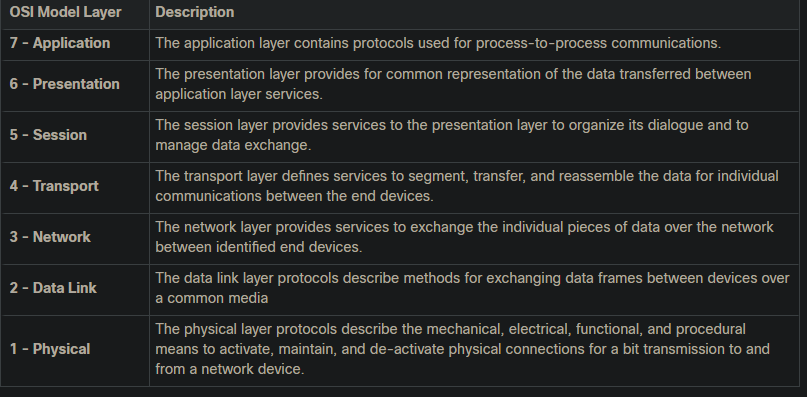 OSI Model Layer Description
7 - Application The application layer contains protocols used for process-to-process communications.
6 - Presentation The presentation layer provides for common representation of the data transferred between
application layer services.
5 - Session The session layer provides services to the presentation layer to organize its dialogue and to
manage data exchange.
4 - Transport The transport layer defines services to segment, transfer, and reassemble the data for individual
communications between the end devices.
3 - Network The network layer provides services to exchange the individual pieces of data over the network
between identified end devices.
2 - Data Link The data link layer protocols describe methods for exchanging data frames between devices over
a common media
1 - Physical The physical layer protocols describe the mechanical, electrical, functional, and procedural
means to activate, maintain, and de-activate physical connections for a bit transmission to and
from a network device.